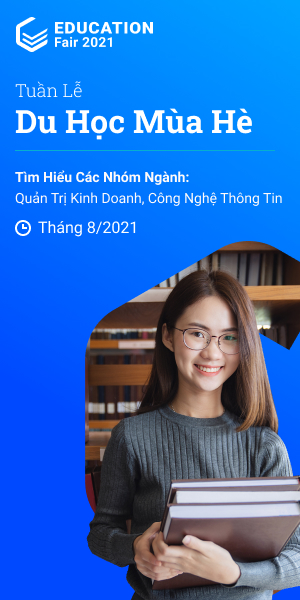 EDUCATION
Fair 2021
Tuần Lễ
Du Học Mùa Hè
Tìm Hiểu Các Nhóm Ngành:
Quản Trị Kinh Doanh, Công Nghệ Thông Tin
Tháng 8/2021